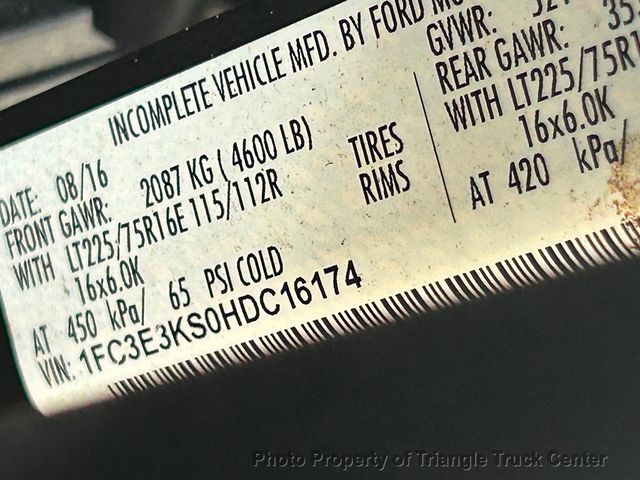 INCOMPLETE VEHICLE MFD. BY FORD
DATE: 08/16
FRONT GAWR: 2087 KG ( 4600 LB)
WITH LT225/75R16E 115/112R TIRES
16x6.0K RIMS
AT 450 kPa/ 65 PSI COLD
VIN: 1FC3E3KS0HDC16174
GVWR:
REAR GAWR: 35
WITH LT225/75R1
16x6.0K
AT 420 kPa/
Photo Property of Triangle Truck Center